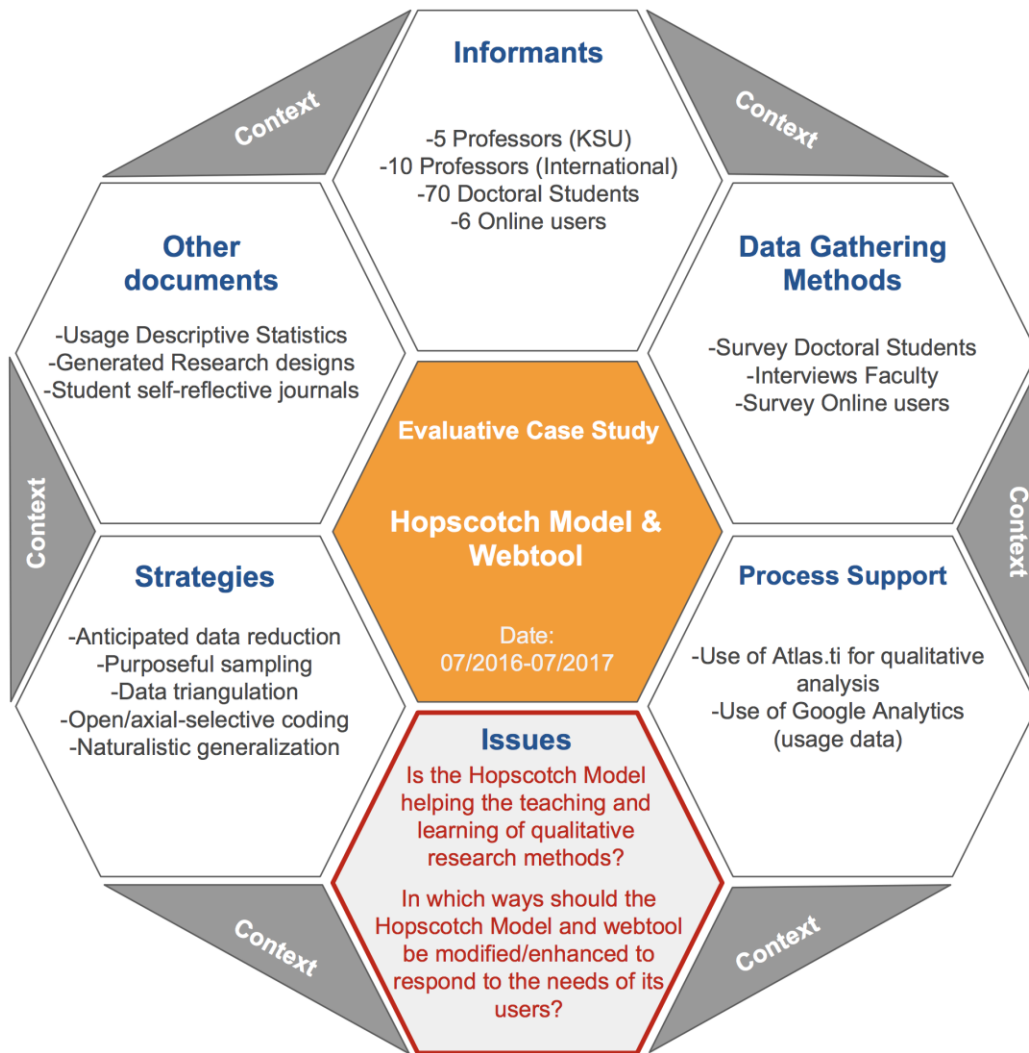 Informants
-5 Professors (KSU)
-10 Professors (International)
-70 Doctoral Students
-6 Online users
Context
Context
Other
documents
-Usage Descriptive Statistics
-Generated Research designs
-Student self-reflective journals
Data Gathering
Methods
-Survey Doctoral Students
-Interviews Faculty
-Survey Online users
Evaluative Case Study
Hopscotch Model &
Webtool
Date:
07/2016-07/2017
Context
Context
Strategies
-Anticipated data reduction
-Purposeful sampling
-Data triangulation
-Open/axial-selective coding
-Naturalistic generalization
Process Support
-Use of Atlas.ti for qualitative
analysis
-Use of Google Analytics
(usage data)
Issues
Is the Hopscotch Model
helping the teaching and
learning of qualitative
research methods?
In which ways should the
Hopscotch Model and webtool
be modified/enhanced to
respond to the needs of its
users?
Context
Context